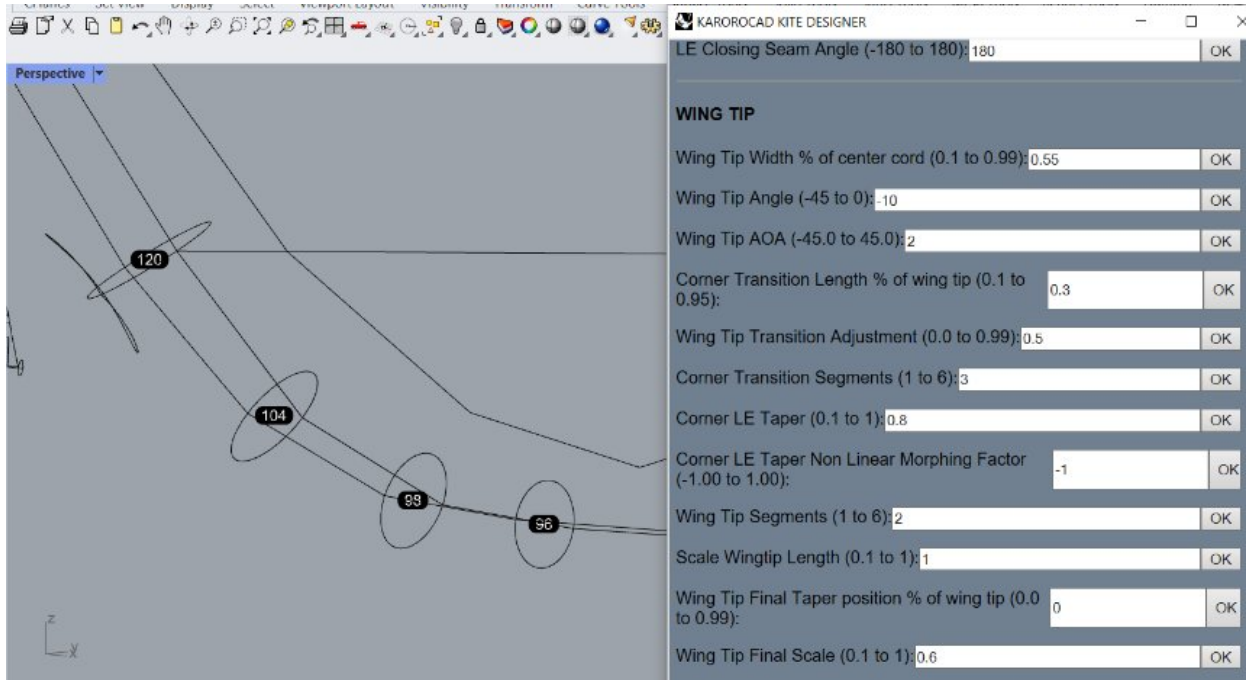 Viewport Layout
KAROROCAD KITE DESIGNER
LE Closing Seam Angle (-180 to 180): 180 OK
Perspective
WING TIP
Wing Tip Width % of center cord (0.1 to 0.99): 0.55 OK
Wing Tip Angle (-45 to 0): -10 OK
Wing Tip AOA (-45.0 to 45.0): 2 OK
Corner Transition Length % of wing tip (0.1 to
0.95): 0.3 OK
Wing Tip Transition Adjustment (0.0 to 0.99): 0.5 OK
Corner Transition Segments (1 to 6): 3 OK
Corner LE Taper (0.1 to 1): 0.8 OK
Corner LE Taper Non Linear Morphing Factor
(-1.00 to 1.00): -1 OK
Wing Tip Segments (1 to 6): 2 OK
Scale Wingtip Length (0.1 to 1): 1 OK
Wing Tip Final Taper position % of wing tip (0.0
to 0.99): 0 OK
Wing Tip Final Scale (0.1 to 1): 0.6 OK
120
104
96
z
x